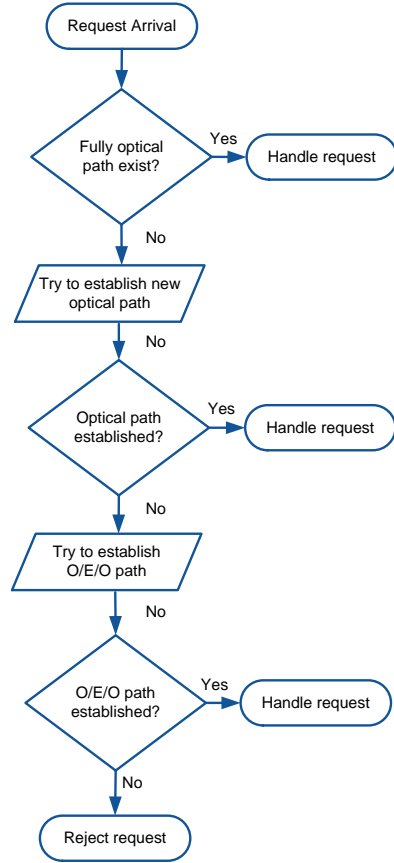 Request Arrival
Fully optical
path exist?
Yes
Handle request
No
Try to establish new
optical path
No
Optical path
established?
Yes
Handle request
No
Try to establish
O/E/O path
No
O/E/O path
established?
Yes
Handle request
No
Reject request